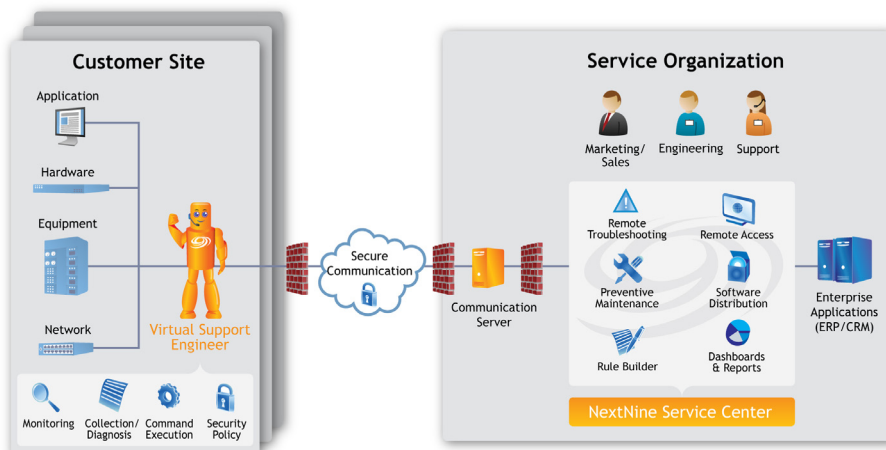 Customer Site
Application
Hardware
Equipment
Network
Virtual Support
Engineer
Monitoring
Collection/
Diagnosis
Command
Execution
Security
Policy
Secure
Communication
Communication
Server
Service Organization
Marketing/
Sales
Engineering
Support
Remote
Troubleshooting
Remote Access
Preventive
Maintenance
Software
Distribution
Rule Builder
Dashboards
& Reports
NextNine Service Center
Enterprise
Applications
(ERP/CRM)